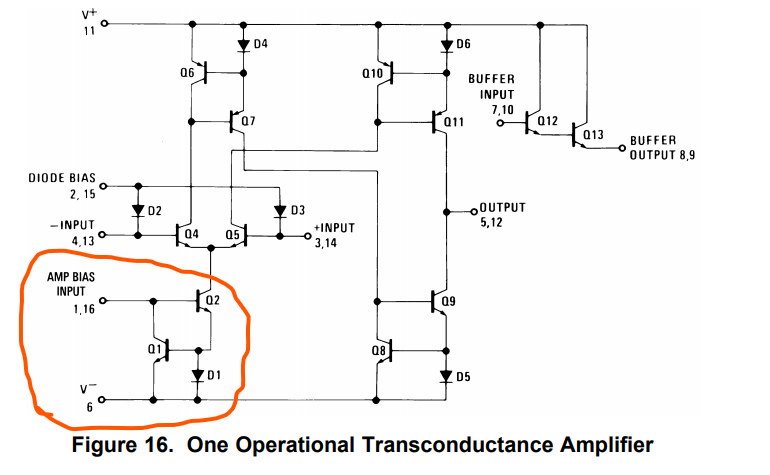 V+
11
D4
D6
Q6
Q10
BUFFER
INPUT
7,10
Q7
Q11
Q12
Q13
BUFFER
OUTPUT 8,9
DIODE BIAS
2, 15
D2
D3
OUTPUT
5,12
−INPUT
4,13
Q4
Q5
+INPUT
3,14
AMP BIAS
INPUT
1,16
Q2
Q9
Q1
Q8
D1
D5
V−
6
Figure 16. One Operational Transconductance Amplifier